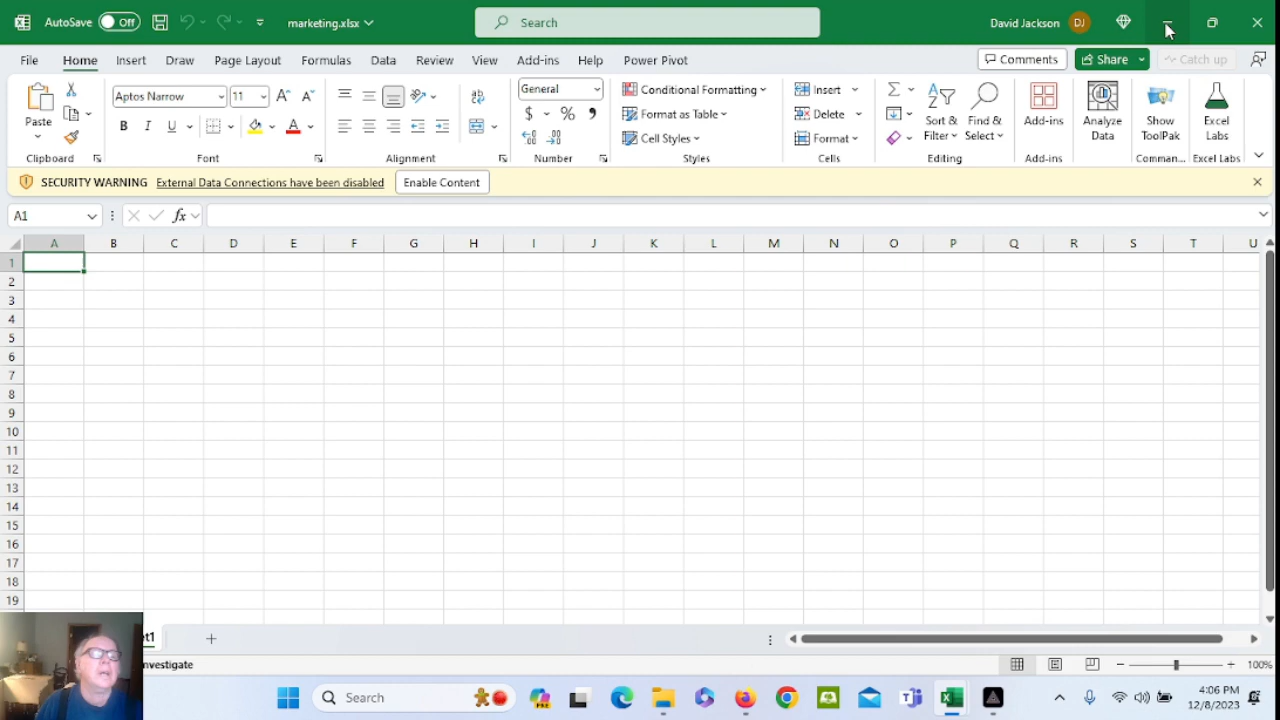 AutoSave Off marketing.xlsx Search David Jackson DJ
File Home Insert Draw Page Layout Formulas Data Review View Add-ins Help Power Pivot Comments Share Catch up
Paste Aptos Narrow 11 General Conditional Formatting Insert Sort & Filter Find & Select Add-ins Analyze Data Show ToolPak Excel Labs
Format as Table Delete
Cell Styles Format
Clipboard Font Alignment Number Styles Cells Editing Add-ins Comman... Excel Labs
SECURITY WARNING External Data Connections have been disabled Enable Content
A1 fx
A B C D E F G H I J K L M N O P Q R S T U
1
2
3
4
5
6
7
8
9
10
11
12
13
14
15
16
17
18
19
100%
Search
4:06 PM
12/8/2023